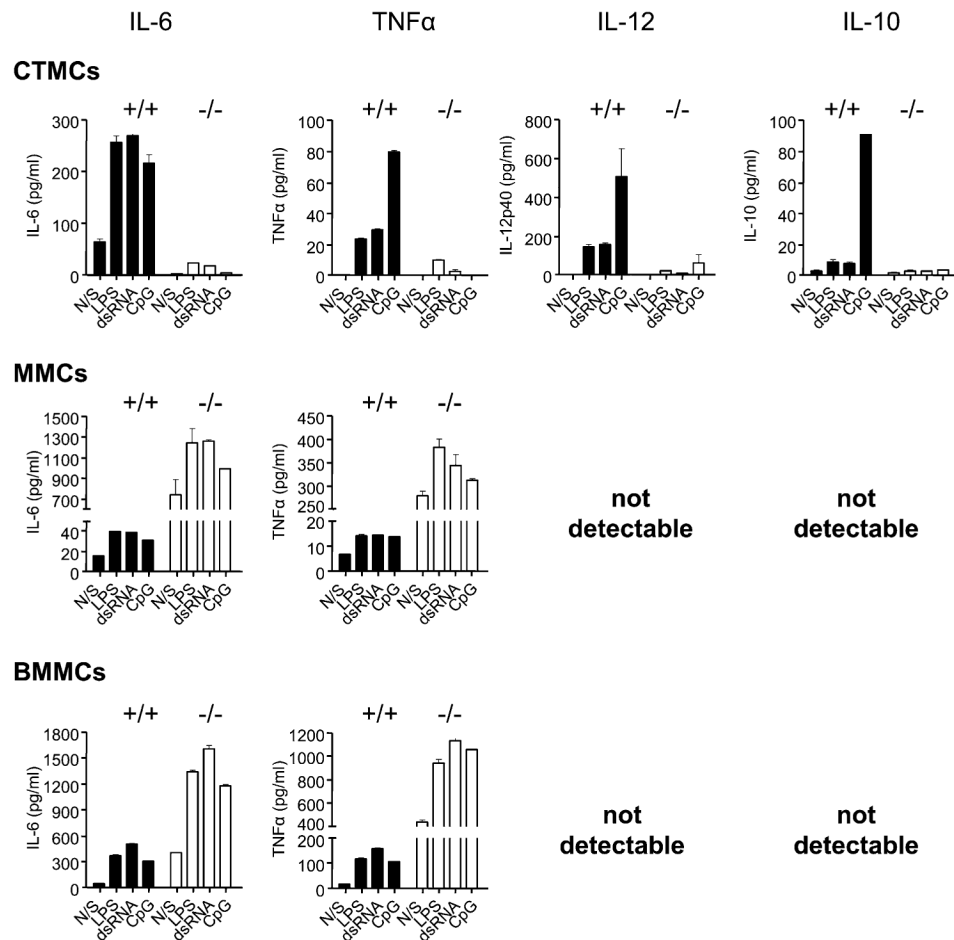 IL-6 TNFα IL-12 IL-10
CTMCs
+/+ -/- +/+ -/- +/+ -/- +/+ -/-
IL-6 (pg/ml)
300
200
100
0
N/S LPS dsRNA CpG N/S LPS dsRNA CpG
TNFα (pg/ml)
100
80
60
40
20
0
N/S LPS dsRNA CpG N/S LPS dsRNA CpG
IL-12p40 (pg/ml)
800
600
400
200
0
N/S LPS dsRNA CpG N/S LPS dsRNA CpG
IL-10 (pg/ml)
100
80
60
40
20
0
N/S LPS dsRNA CpG N/S LPS dsRNA CpG
MMCs
+/+ -/- +/+ -/-
IL-6 (pg/ml)
1500
1300
1100
900
700
40
20
0
N/S LPS dsRNA CpG N/S LPS dsRNA CpG
TNFα (pg/ml)
450
400
350
300
250
20
10
0
N/S LPS dsRNA CpG N/S LPS dsRNA CpG
not
detectable
not
detectable
BMMCs
+/+ -/- +/+ -/-
IL-6 (pg/ml)
1800
1500
1200
900
600
300
0
N/S LPS dsRNA CpG N/S LPS dsRNA CpG
TNFα (pg/ml)
1200
1000
800
600
400
200
100
0
N/S LPS dsRNA CpG N/S LPS dsRNA CpG
not
detectable
not
detectable